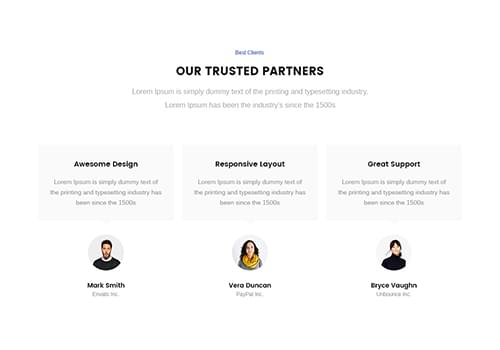 Best Clients
OUR TRUSTED PARTNERS
Lorem Ipsum is simply dummy text of the printing and typesetting industry.
Lorem Ipsum has been the industry's since the 1500s
Awesome Design
Lorem Ipsum is simply dummy text of
the printing and typesetting industry has
been since the 1500s
Responsive Layout
Lorem Ipsum is simply dummy text of
the printing and typesetting industry has
been since the 1500s
Great Support
Lorem Ipsum is simply dummy text of
the printing and typesetting industry has
been since the 1500s
Mark Smith
Envato Inc.
Vera Duncan
PayPal Inc.
Bryce Vaughn
Unbounce Inc.